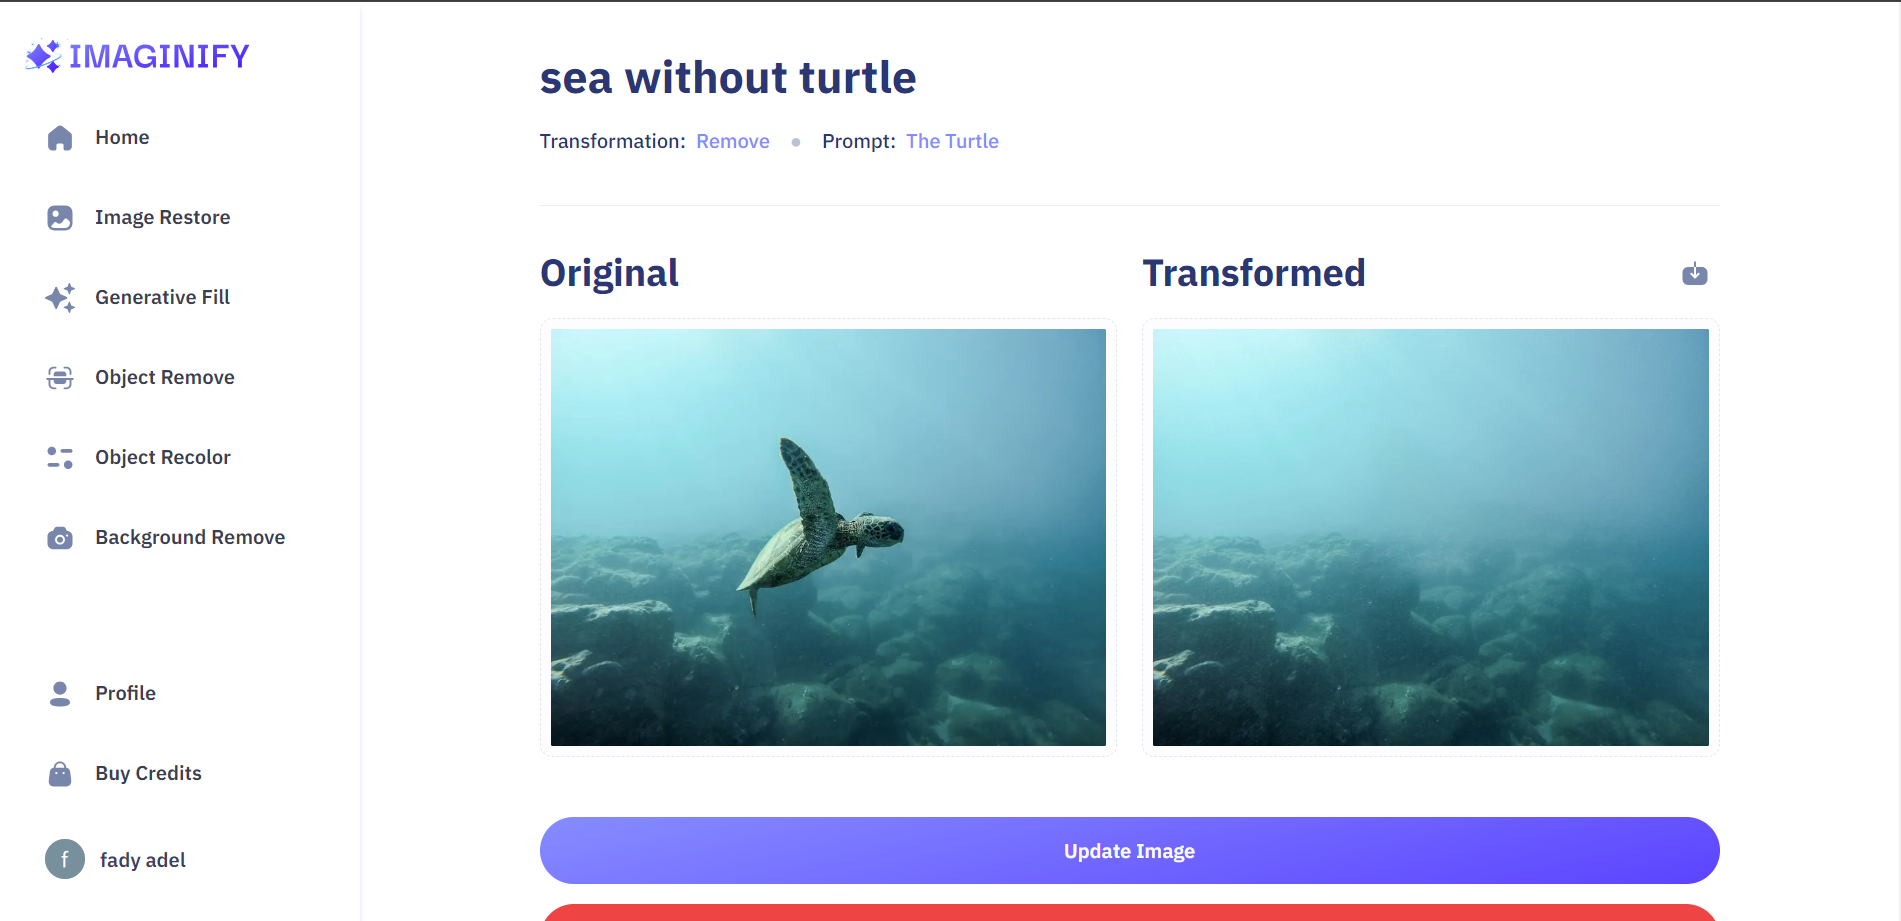 IMAGINIFY
Home
Image Restore
Generative Fill
Object Remove
Object Recolor
Background Remove
Profile
Buy Credits
f fady adel
sea without turtle
Transformation: Remove Prompt: The Turtle
Original
Transformed
Update Image